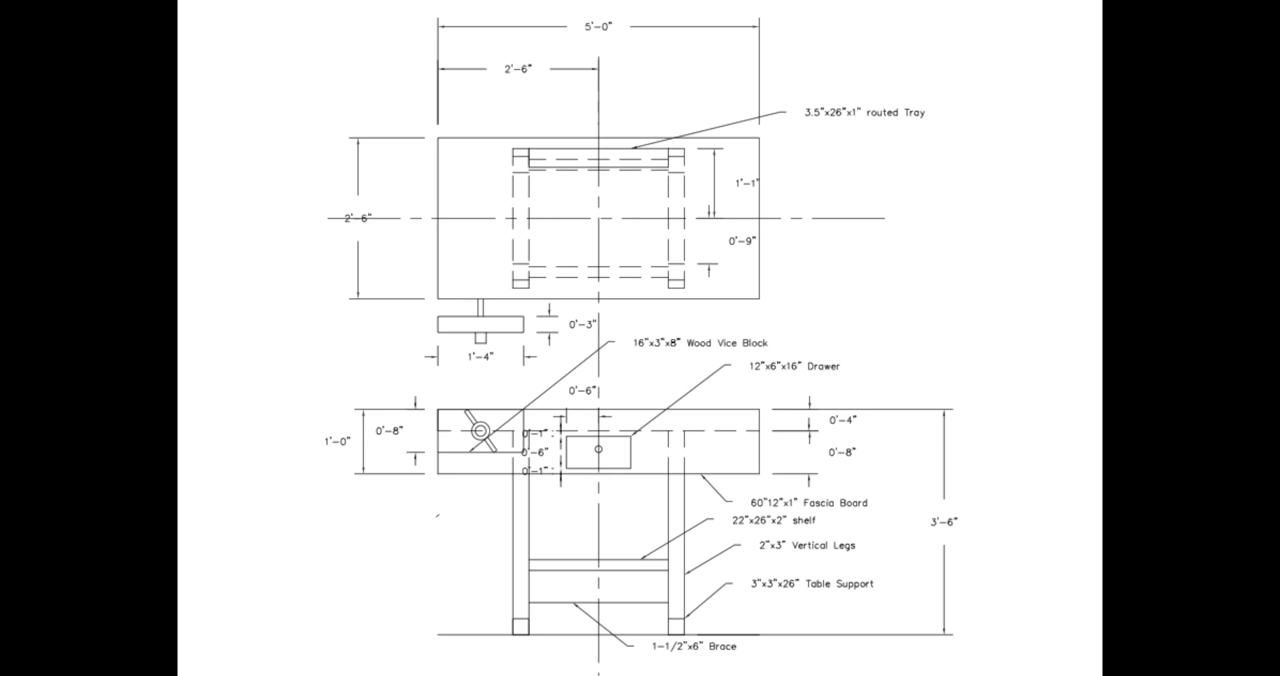 5'-0"
2'-6"
3.5"x26"x1" routed Tray
1'-1"
2'-6"
0'-9"
0'-3"
16"x3"x8" Wood Vice Block
1'-4"
12"x6"x16" Drawer
0'-6"
0'-4"
0'-8"
0'-1"
1'-0"
0'-6"
0'-8"
0'-1"
60"12"x1" Fascia Board
22"x26"x2" shelf
3'-6"
2"x3" Vertical Legs
3"x3"x26" Table Support
1-1/2"x6" Brace